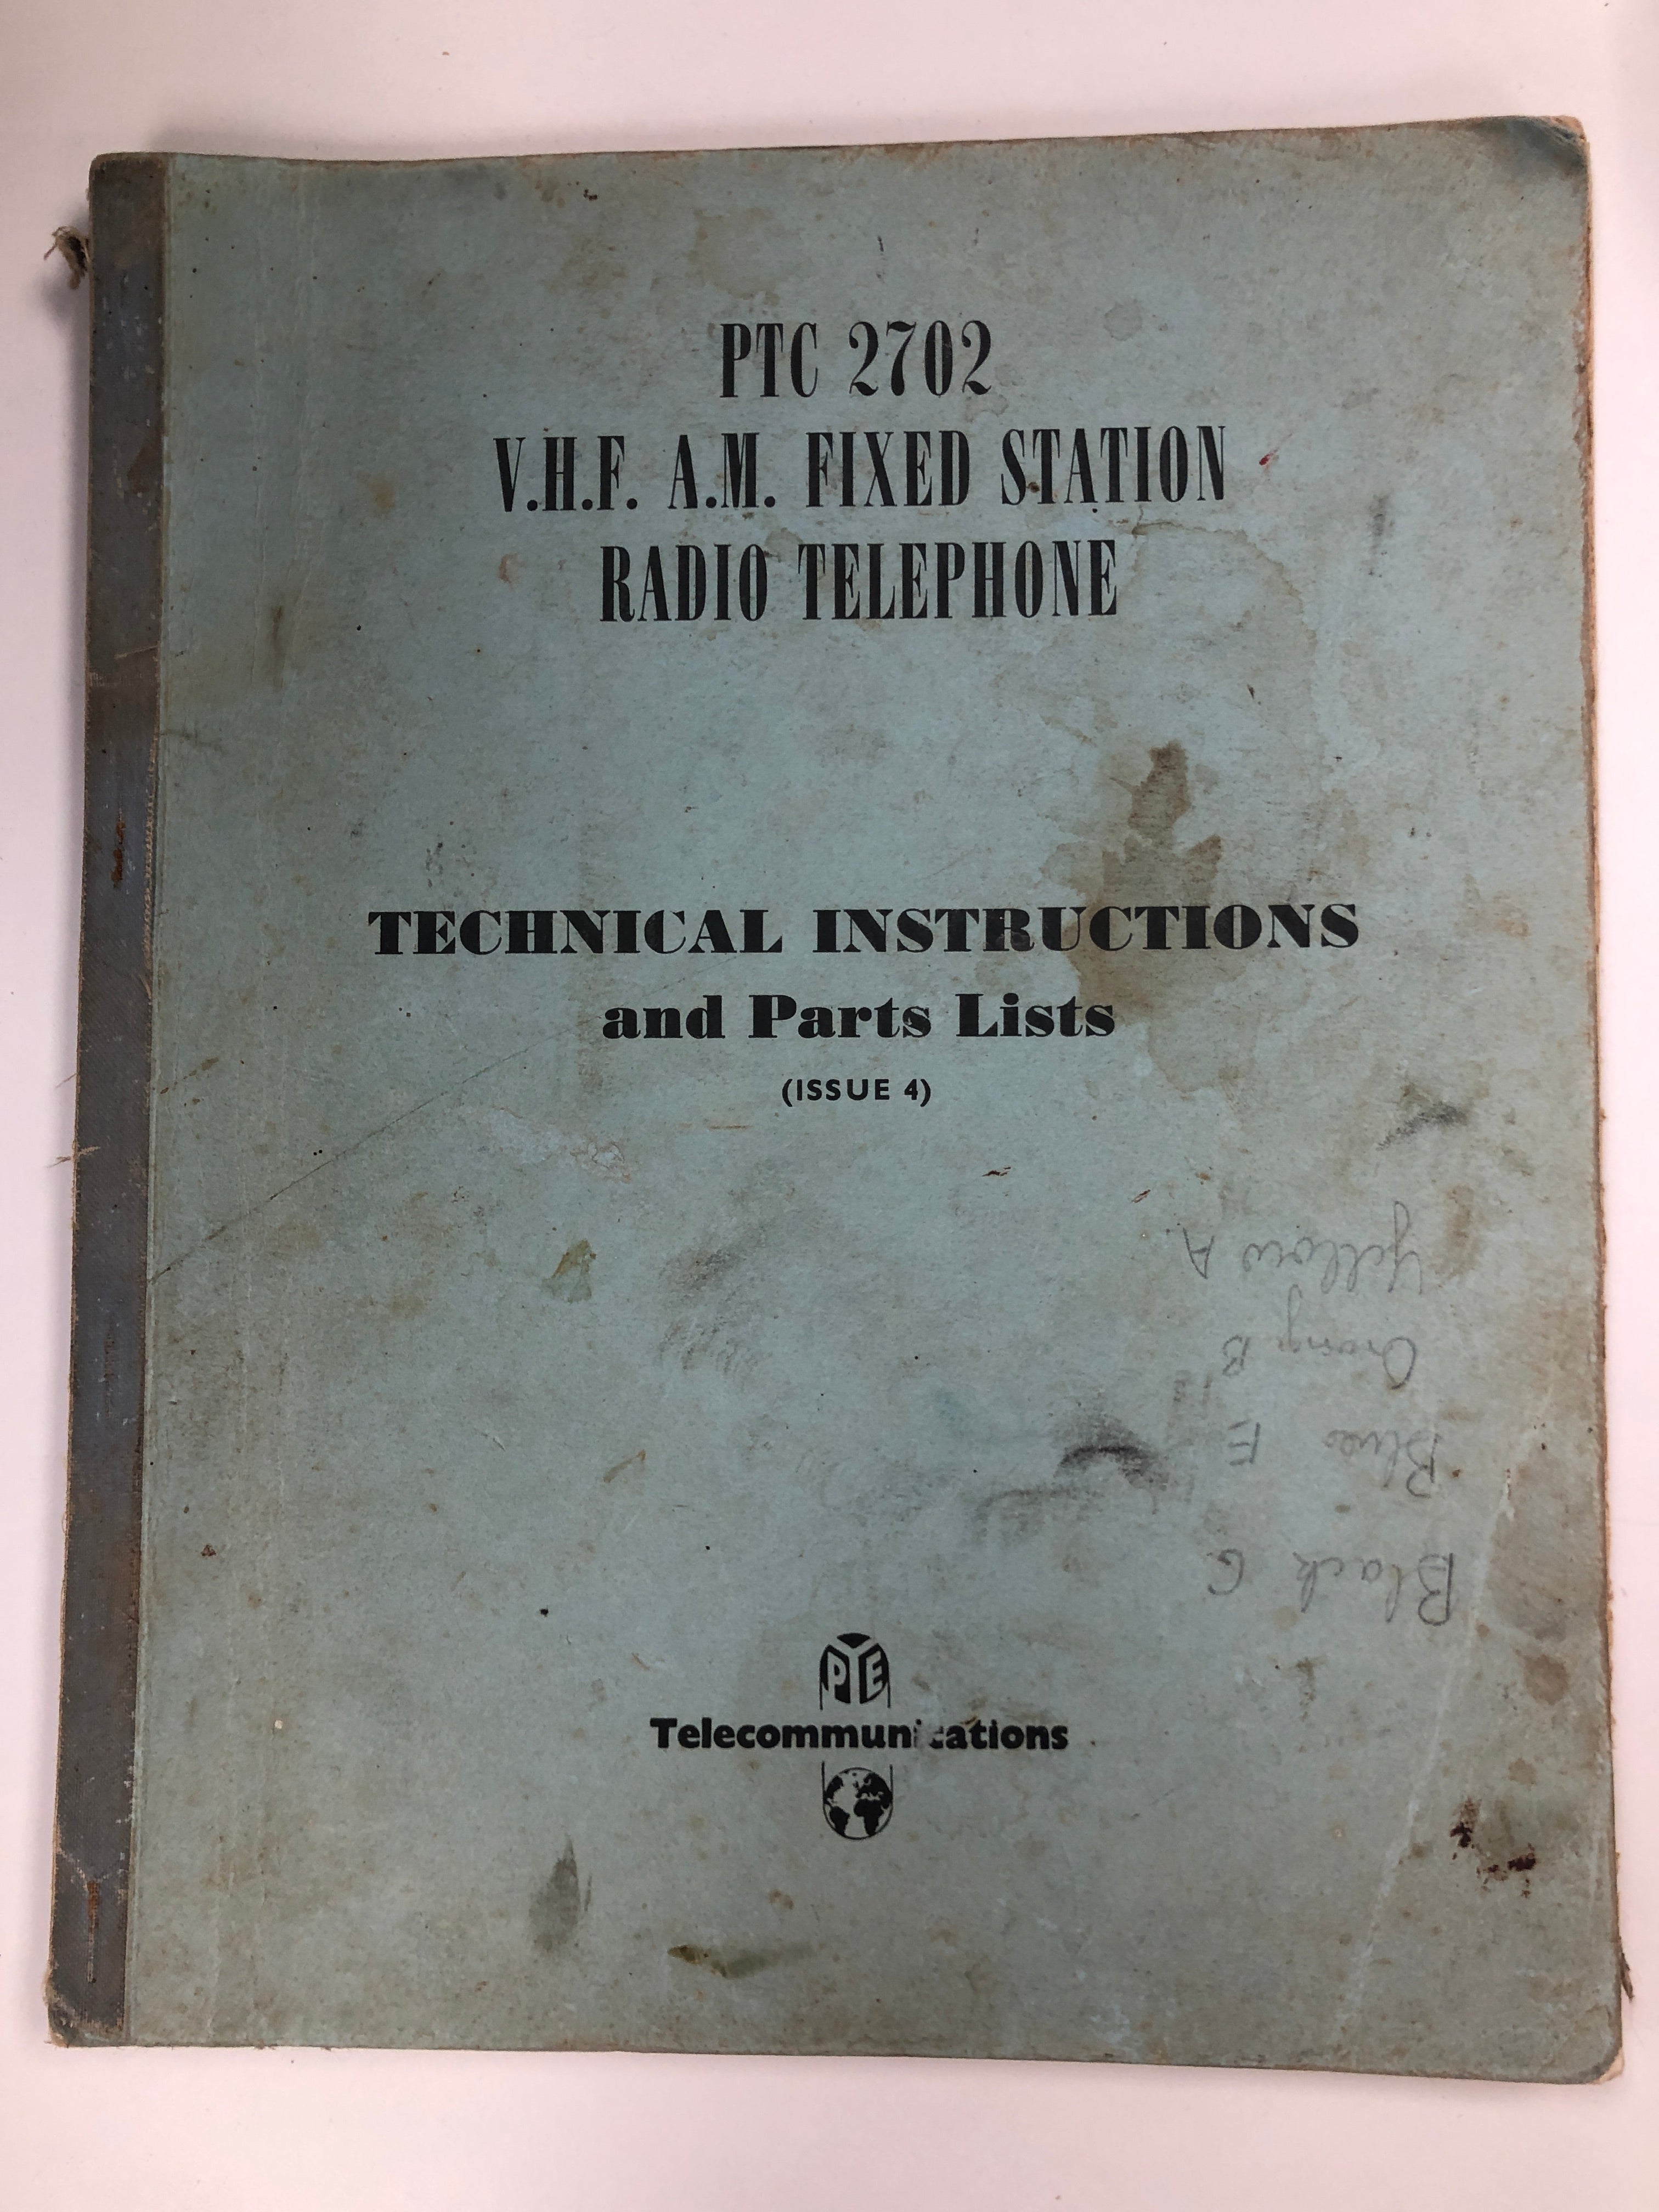 PTC 2702
V.H.F. A.M. FIXED STATION
RADIO TELEPHONE
TECHNICAL INSTRUCTIONS
and Parts Lists
(ISSUE 4)
PYE
Telecommunications
Black G
Blue E
Orang B
Yellow A